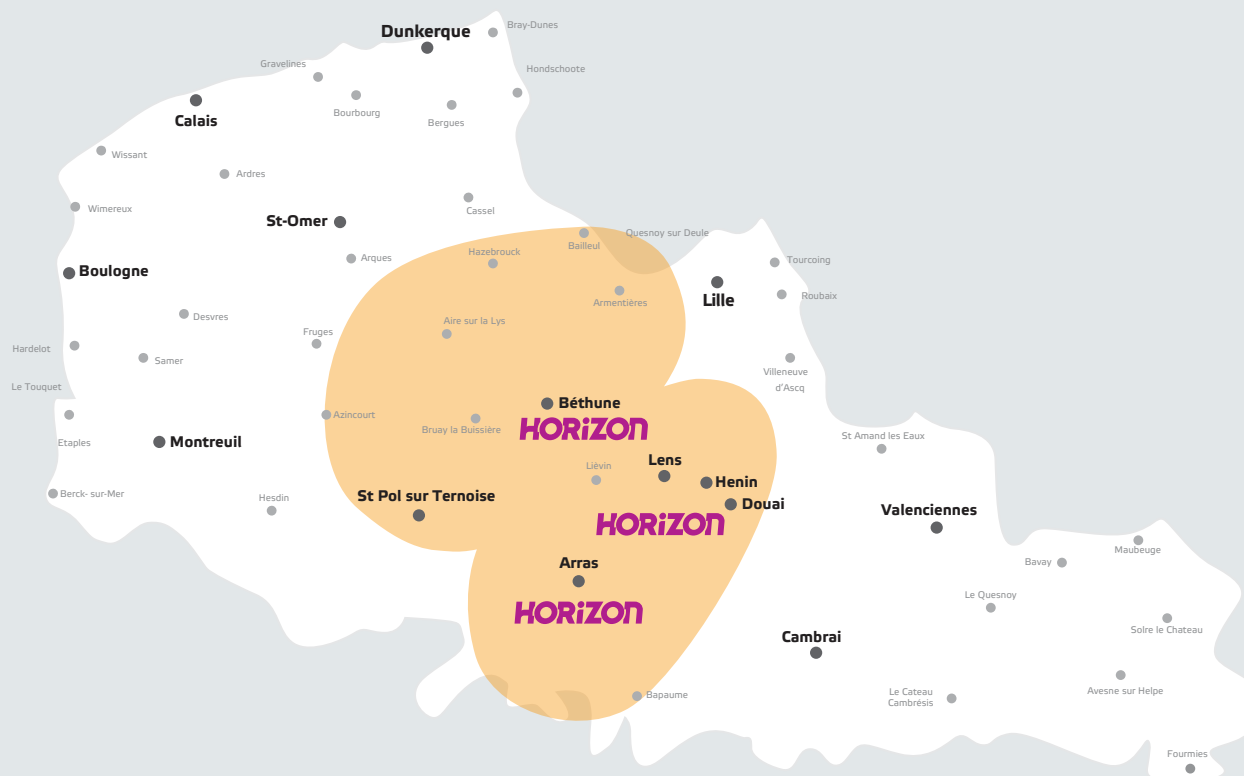 Dunkerque
Bray-Dunes
Gravelines
Hondschoote
Bourbourg
Bergues
Calais
Wissant
Ardres
Wimereux
Cassel
St-Omer
Quesnoy sur Deule
Bailleul
Hazebrouck
Arques
Tourcoing
Boulogne
Armentières
Lille
Roubaix
Desvres
Aire sur la Lys
Fruges
Hardelot
Samer
Villeneuve
d'Ascq
Le Touquet
Béthune
Azincourt
Bruay la Buissière
HORiZON
Etaples
Montreuil
St Amand les Eaux
Lens
Liévin
Henin
Berck- sur-Mer
Hesdin
St Pol sur Ternoise
Douai
Valenciennes
HORiZON
Maubeuge
Arras
Bavay
Le Quesnoy
HORiZON
Solre le Chateau
Cambrai
Avesne sur Helpe
Bapaume
Le Cateau
Cambrésis
Fourmies